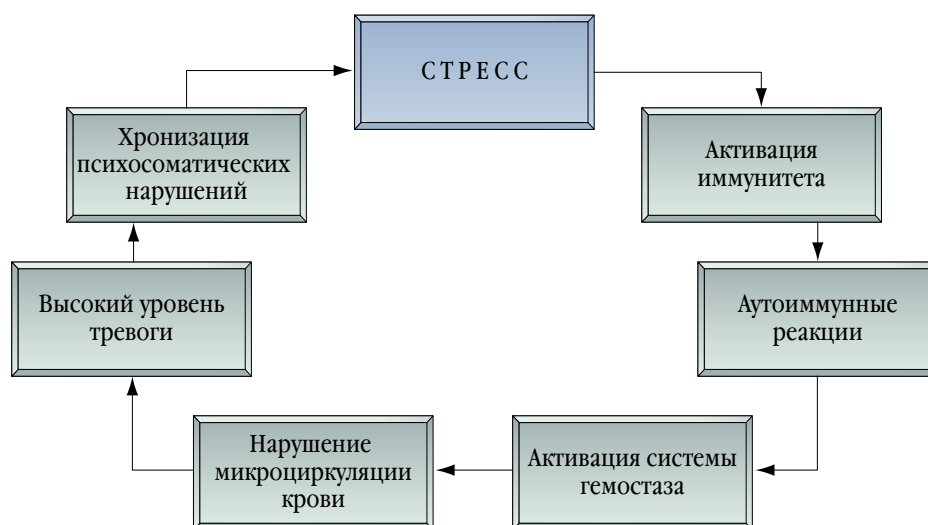 СТРЕСС
Активация
иммунитета
Аутоиммунные
реакции
Активация системы
гемостаза
Нарушение
микроциркуляции
крови
Высокий уровень
тревоги
Хронизация
психосоматических
нарушений